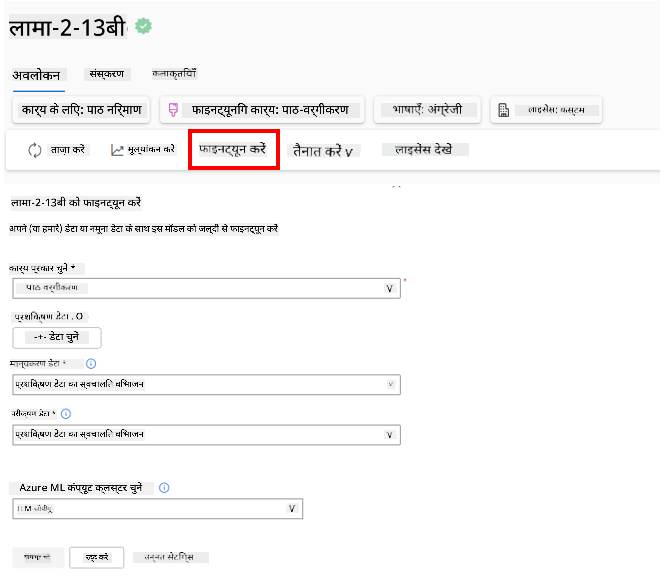 लामा-2-13बी
अवलोकन संस्करण कलाकृतियाँ
कार्य के लिए: पाठ निर्माण फाइनट्यूनिंग कार्य: पाठ-वर्गीकरण भाषाएँ: अंग्रेजी लाइसेंस: कस्टम
ताज़ा करें मूल्यांकन करें फाइनट्यून करें तैनात करें v लाइसेंस देखें
लामा-2-13बी को फाइनट्यून करें
अपने (या हमारे) डेटा या नमूना डेटा के साथ इस मॉडल को जल्दी से फाइनट्यून करें
कार्य प्रकार चुनें *
पाठ वर्गीकरण v
प्रशिक्षण डेटा . O
-+- डेटा चुनें
मान्यकरण डेटा *
प्रशिक्षण डेटा का स्वचालित विभाजन v
परीक्षण डेटा *
प्रशिक्षण डेटा का स्वचालित विभाजन v
Azure ML कंप्यूट क्लस्टर चुनें
LLM v
रद्द करें उन्नत सेटिंग्स